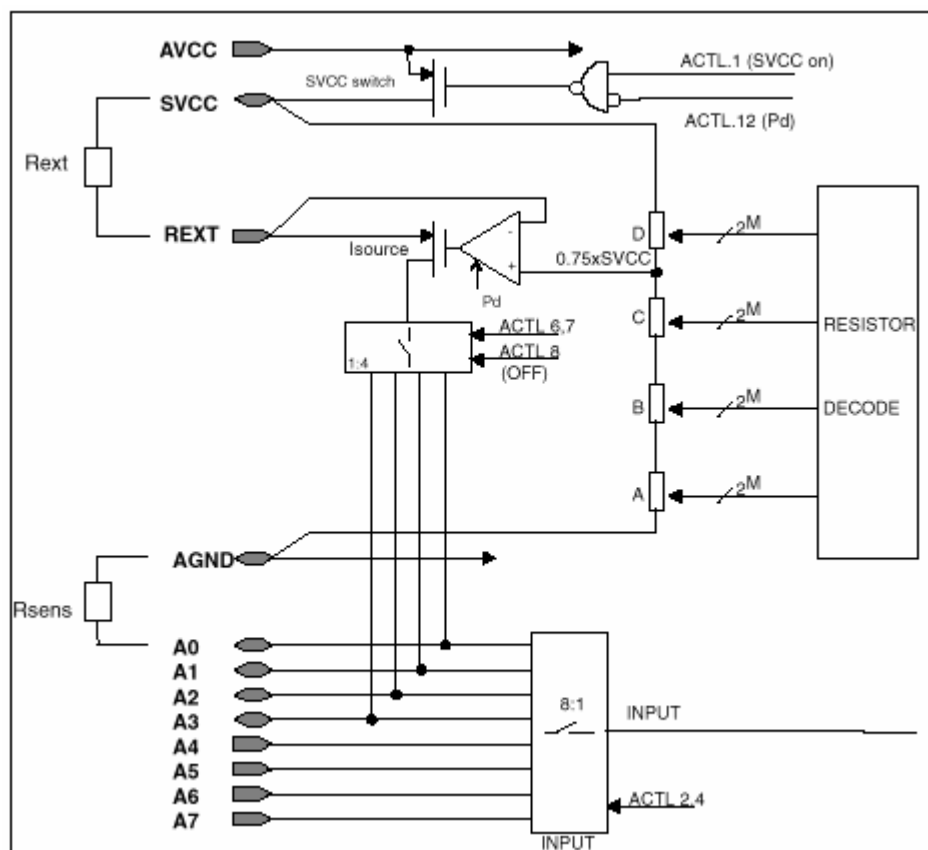 AVCC
SVCC switch
ACTL.1 (SVCC on)
SVCC
ACTL.12 (Pd)
Rext
REXT
Isource
-
+
Pd
0.75xSVCC
D
2M
C
2M
RESISTOR
B
2M
DECODE
A
2M
ACTL 6,7
ACTL 8
(OFF)
1:4
AGND
Rsens
A0
A1
A2
A3
A4
A5
A6
A7
8:1
INPUT
ACTL 2,4
INPUT